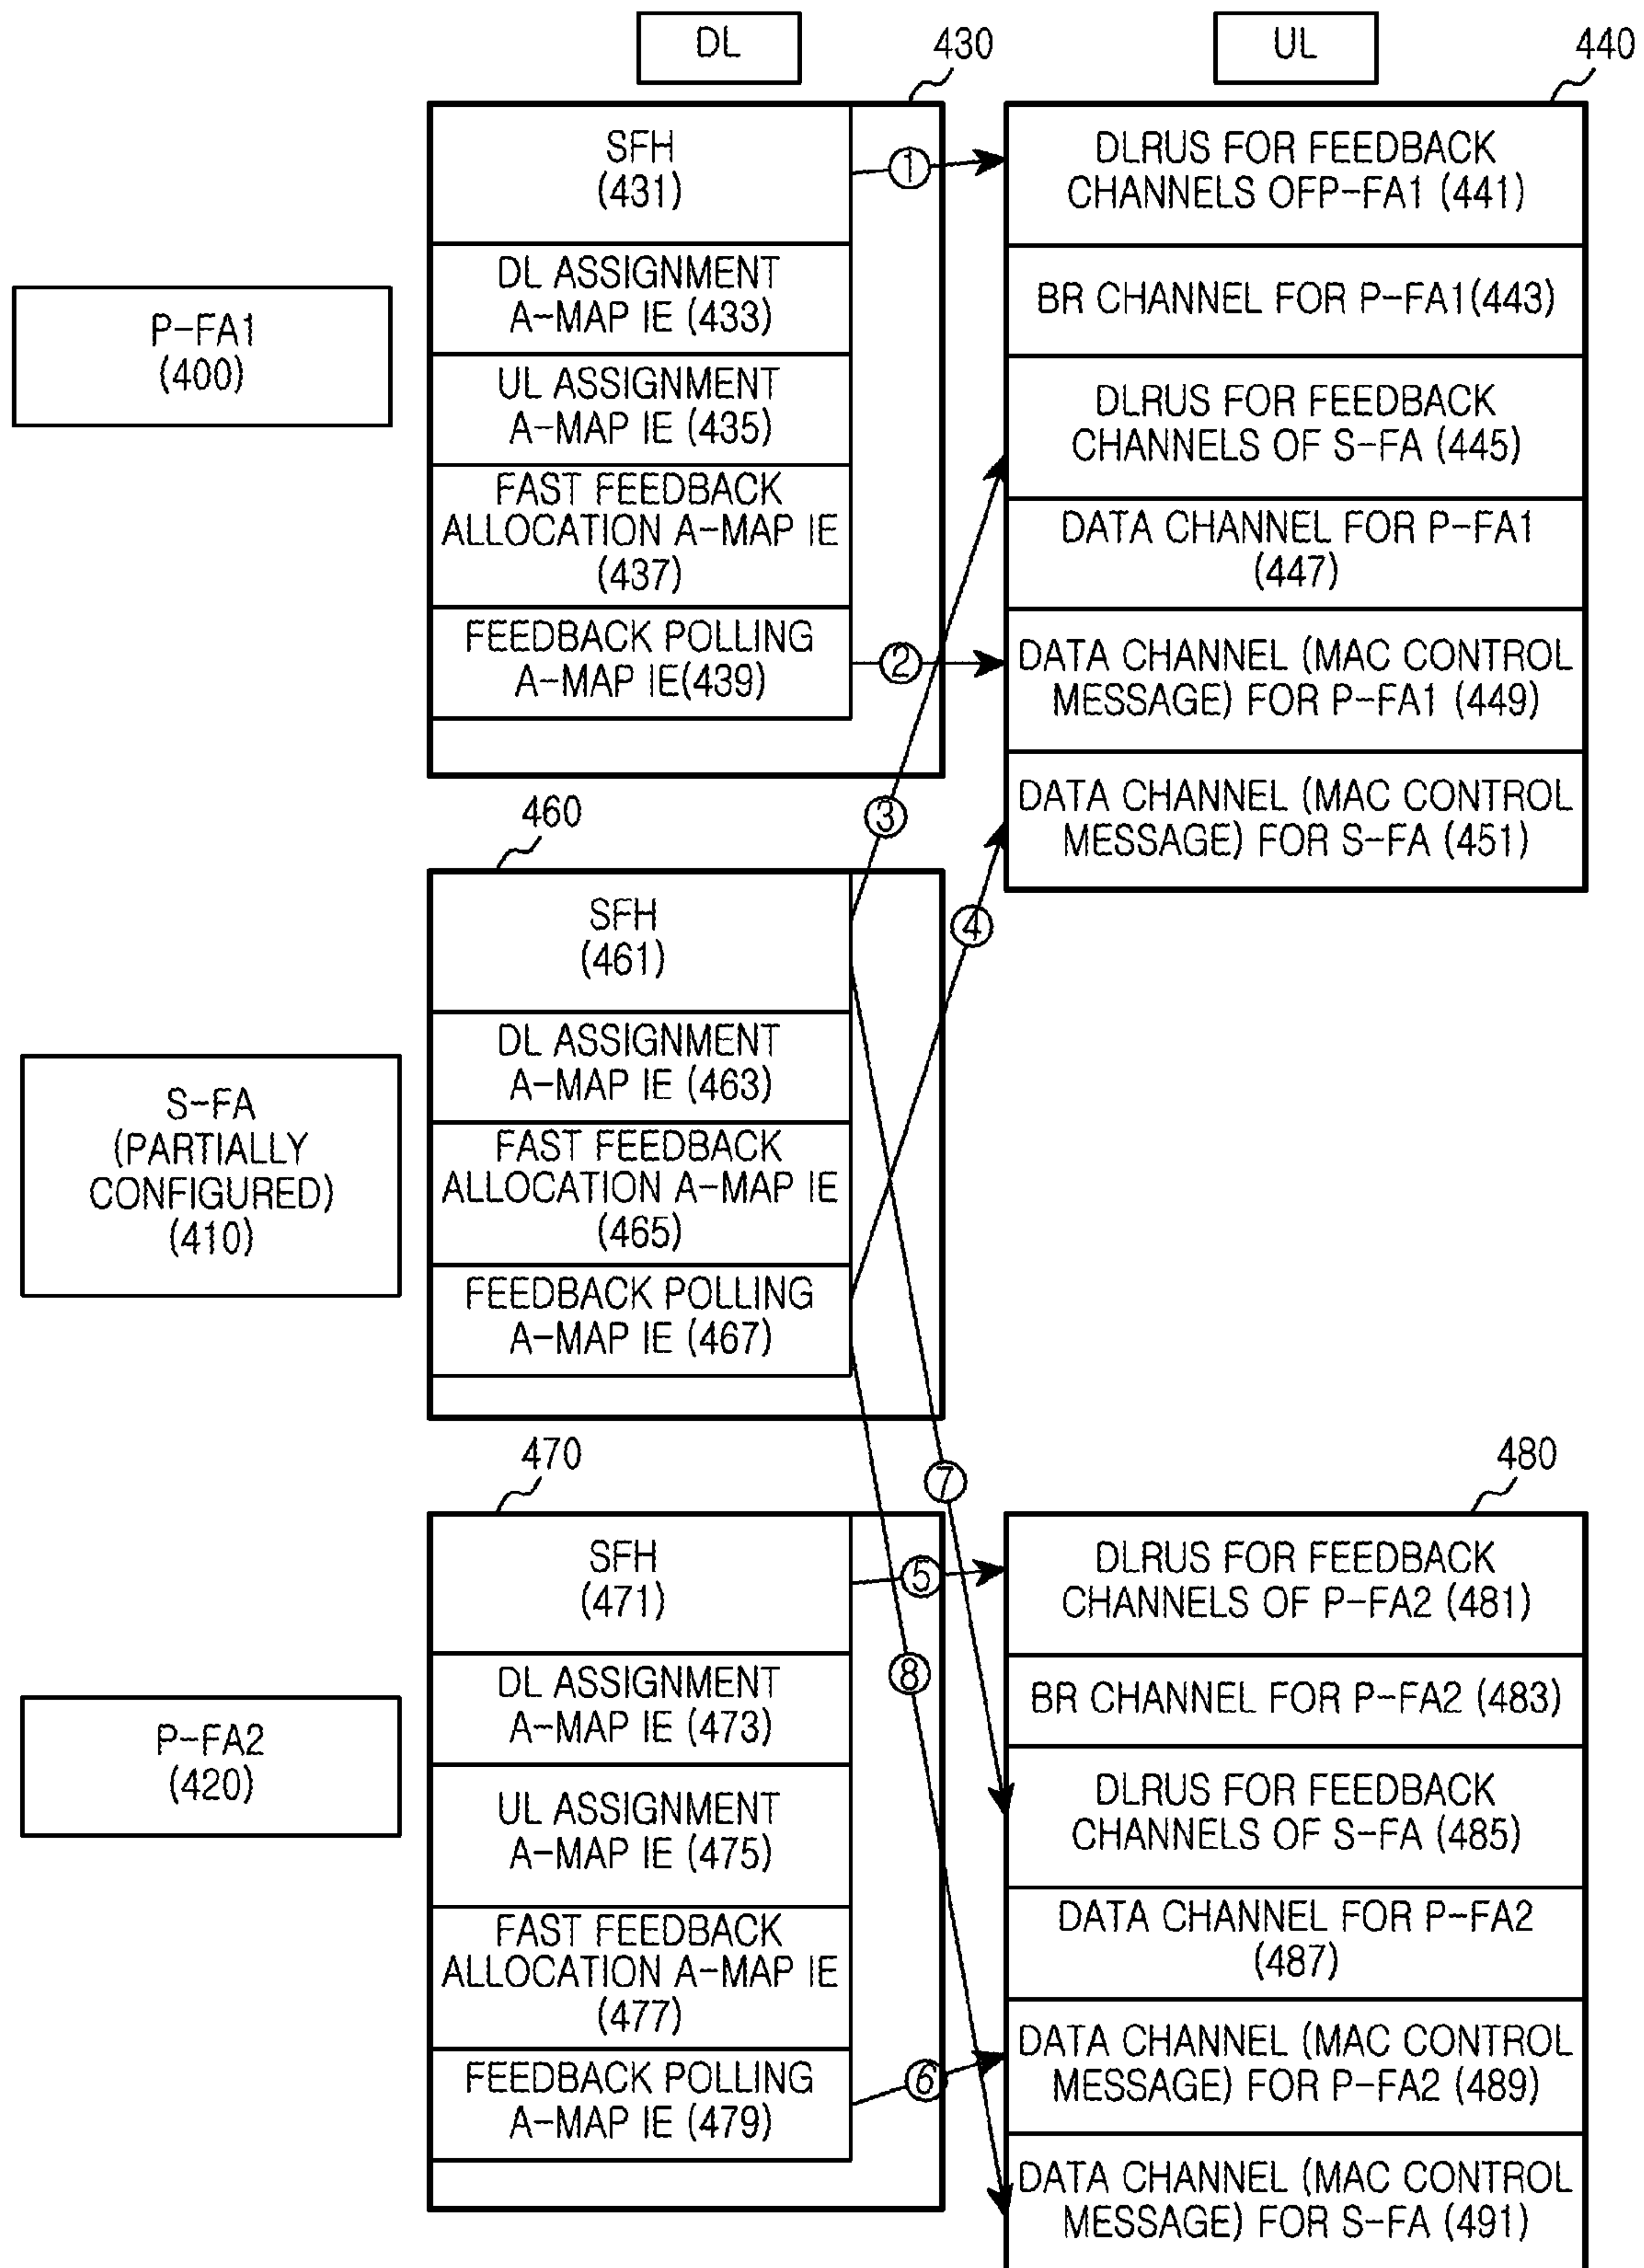 DL
430
UL
440
P-FA1
(400)
SFH
(431)
DL ASSIGNMENT
A-MAP IE (433)
UL ASSIGNMENT
A-MAP IE (435)
FAST FEEDBACK
ALLOCATION A-MAP IE
(437)
FEEDBACK POLLING
A-MAP IE(439)
①
②
③
④
DLRUS FOR FEEDBACK
CHANNELS OFP-FA1 (441)
BR CHANNEL FOR P-FA1(443)
DLRUS FOR FEEDBACK
CHANNELS OF S-FA (445)
DATA CHANNEL FOR P-FA1
(447)
DATA CHANNEL (MAC CONTROL
MESSAGE) FOR P-FA1 (449)
DATA CHANNEL (MAC CONTROL
MESSAGE) FOR S-FA (451)
460
S-FA
(PARTIALLY
CONFIGURED)
(410)
SFH
(461)
DL ASSIGNMENT
A-MAP IE (463)
FAST FEEDBACK
ALLOCATION A-MAP IE
(465)
FEEDBACK POLLING
A-MAP IE (467)
470
⑦
480
P-FA2
(420)
SFH
(471)
DL ASSIGNMENT
A-MAP IE (473)
UL ASSIGNMENT
A-MAP IE (475)
FAST FEEDBACK
ALLOCATION A-MAP IE
(477)
FEEDBACK POLLING
A-MAP IE (479)
⑤
⑧
⑥
DLRUS FOR FEEDBACK
CHANNELS OF P-FA2 (481)
BR CHANNEL FOR P-FA2 (483)
DLRUS FOR FEEDBACK
CHANNELS OF S-FA (485)
DATA CHANNEL FOR P-FA2
(487)
DATA CHANNEL (MAC CONTROL
MESSAGE) FOR P-FA2 (489)
DATA CHANNEL (MAC CONTROL
MESSAGE) FOR S-FA (491)